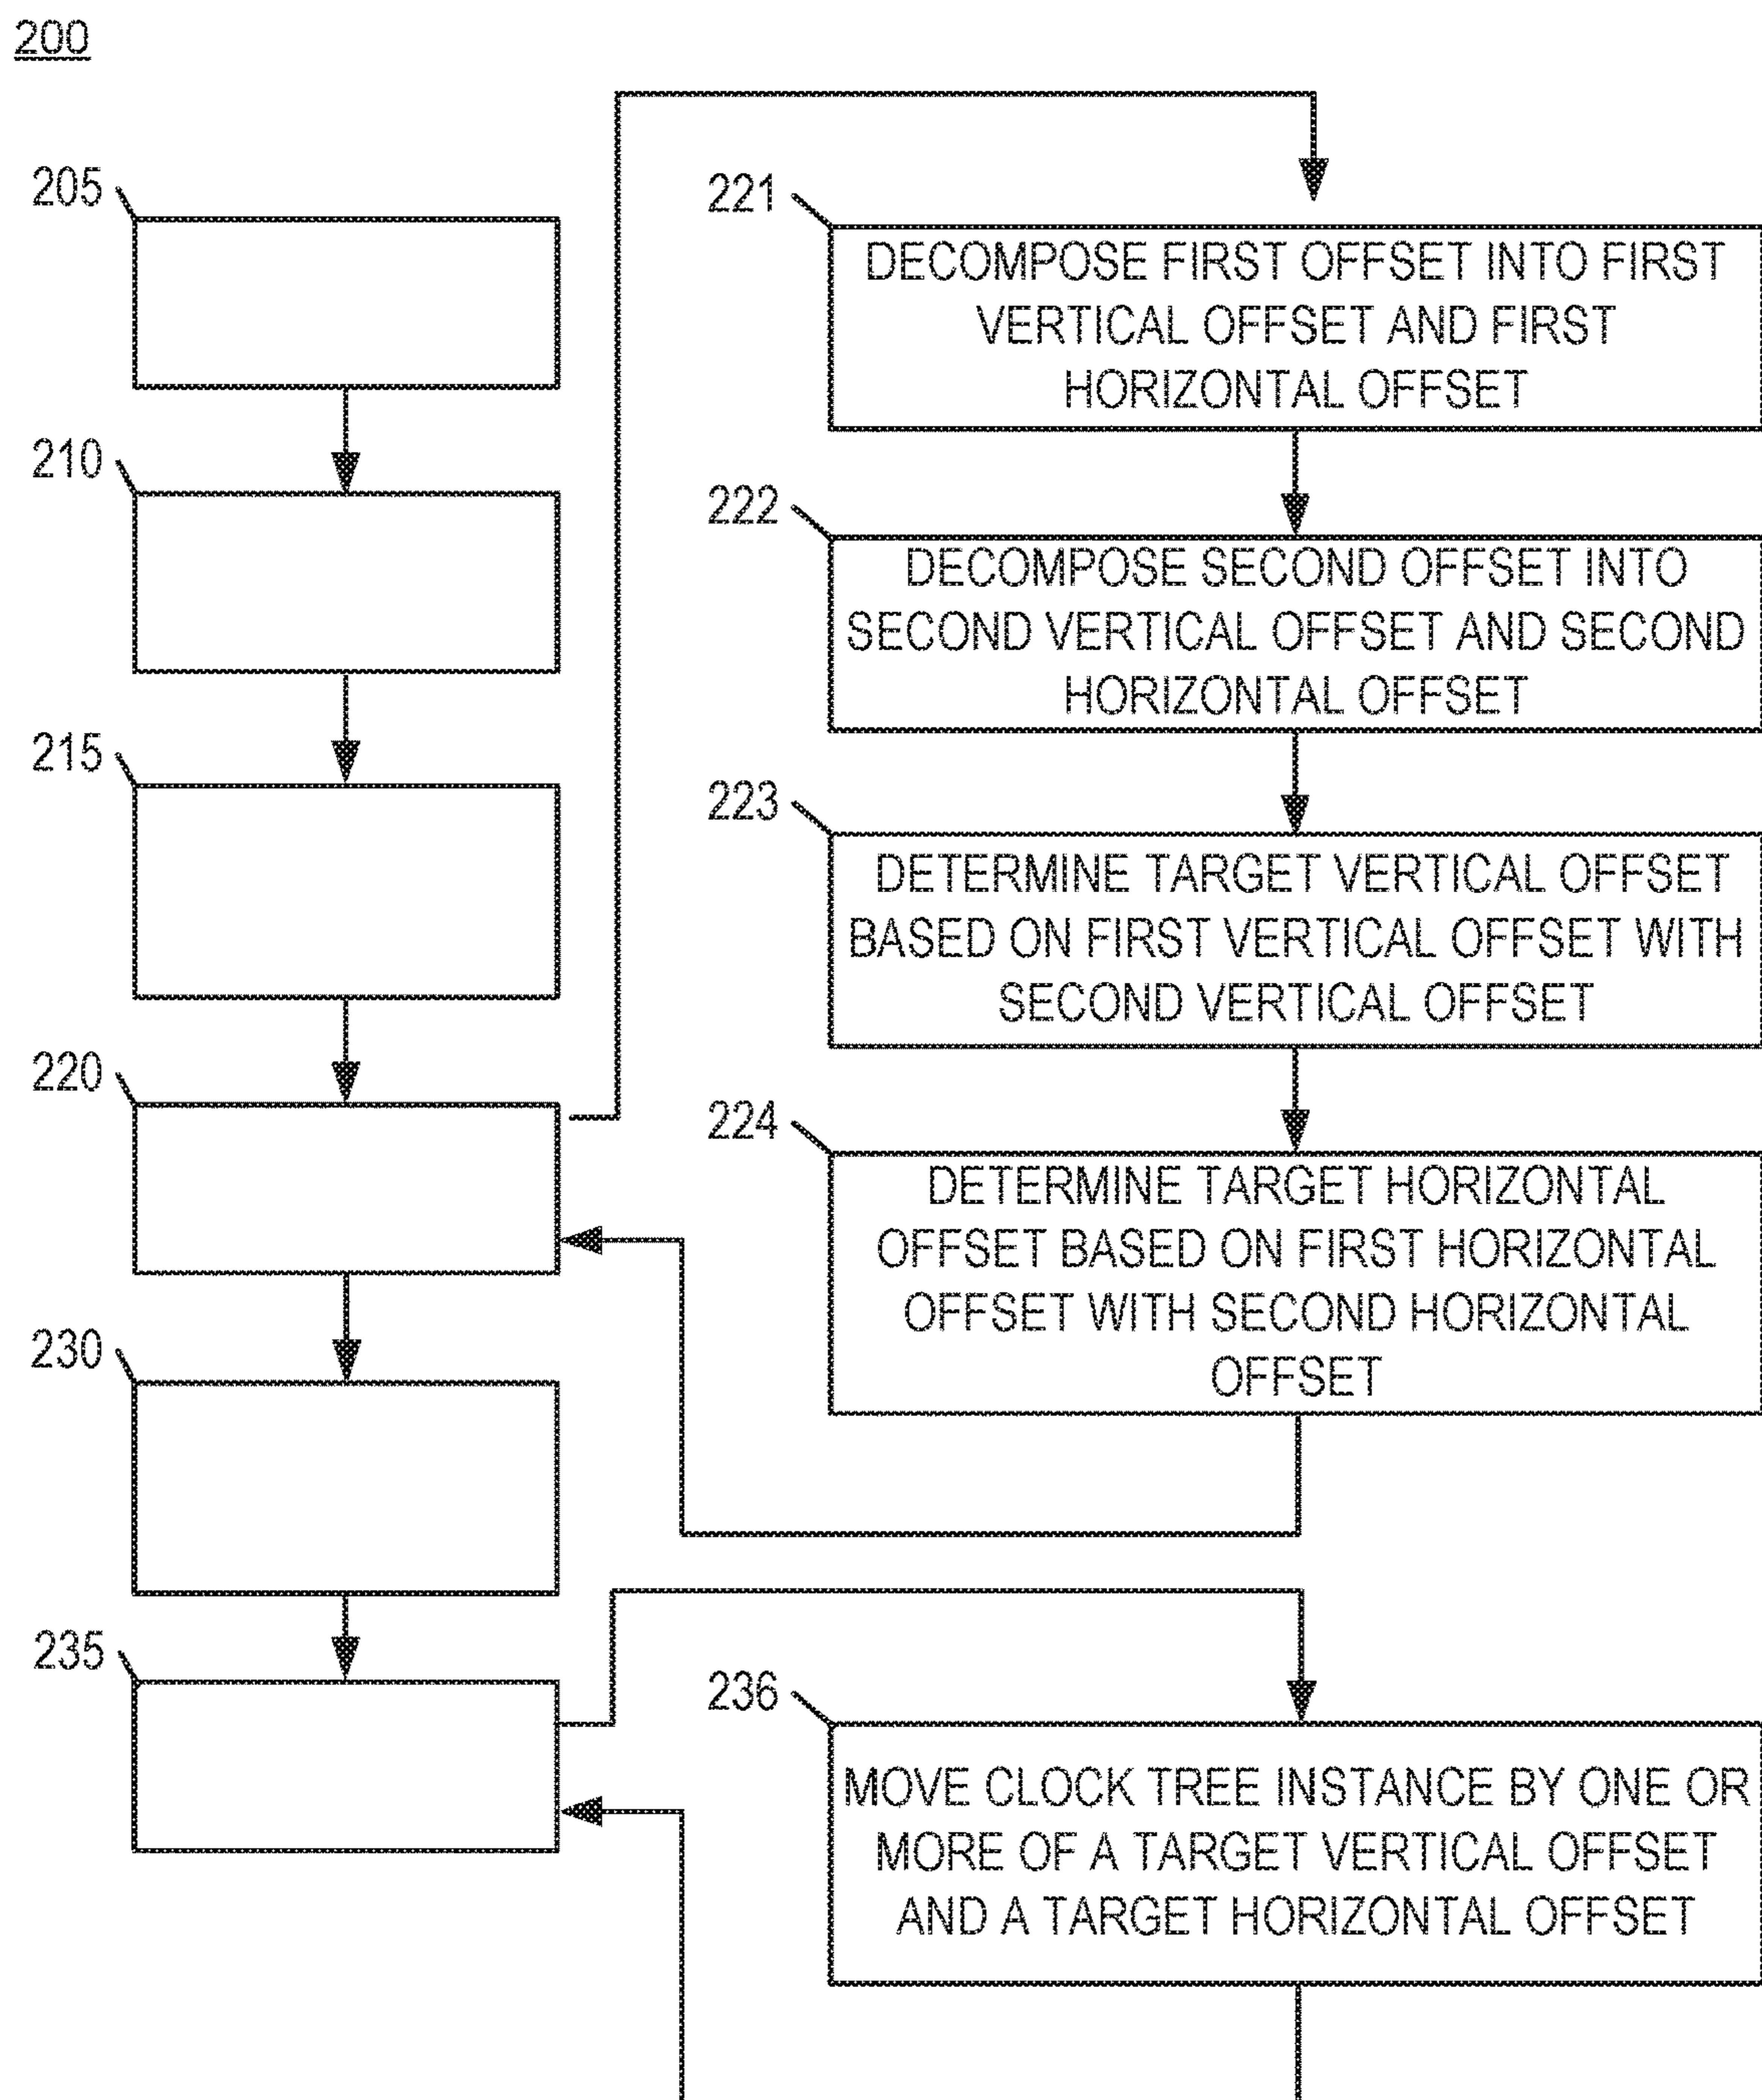 200
205
210
215
220
230
235
221
DECOMPOSE FIRST OFFSET INTO FIRST
VERTICAL OFFSET AND FIRST
HORIZONTAL OFFSET
222
DECOMPOSE SECOND OFFSET INTO
SECOND VERTICAL OFFSET AND SECOND
HORIZONTAL OFFSET
223
DETERMINE TARGET VERTICAL OFFSET
BASED ON FIRST VERTICAL OFFSET WITH
SECOND VERTICAL OFFSET
224
DETERMINE TARGET HORIZONTAL
OFFSET BASED ON FIRST HORIZONTAL
OFFSET WITH SECOND HORIZONTAL
OFFSET
236
MOVE CLOCK TREE INSTANCE BY ONE OR
MORE OF A TARGET VERTICAL OFFSET
AND A TARGET HORIZONTAL OFFSET